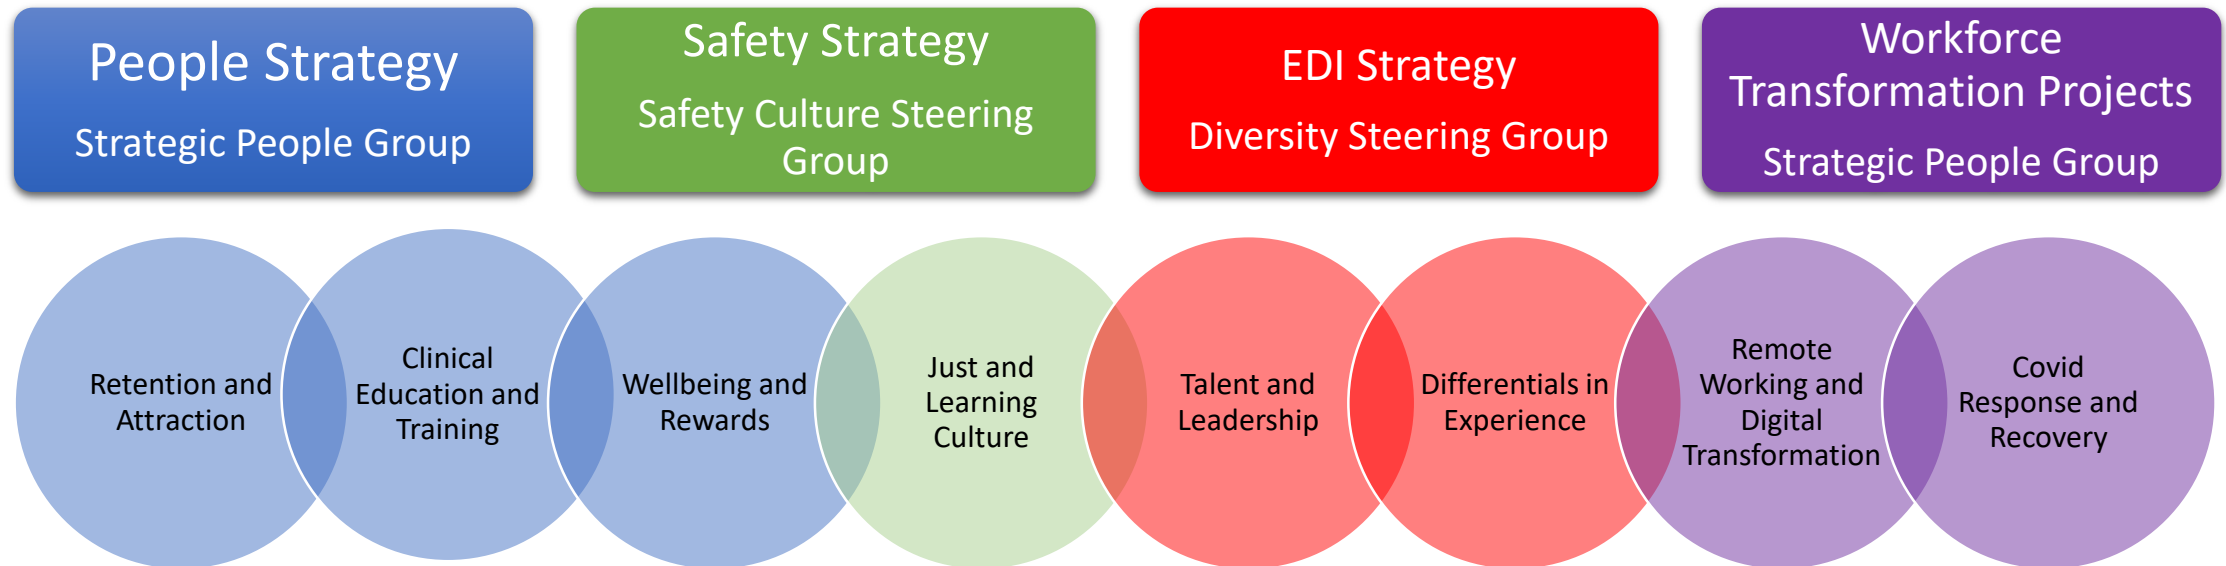 People Strategy
Strategic People Group
Safety Strategy
Safety Culture Steering
Group
EDI Strategy
Diversity Steering Group
Workforce
Transformation Projects
Strategic People Group
Retention and
Attraction
Clinical
Education and
Training
Wellbeing and
Rewards
Just and
Learning
Culture
Talent and
Leadership
Differentials in
Experience
Remote
Working and
Digital
Transformation
Covid
Response and
Recovery